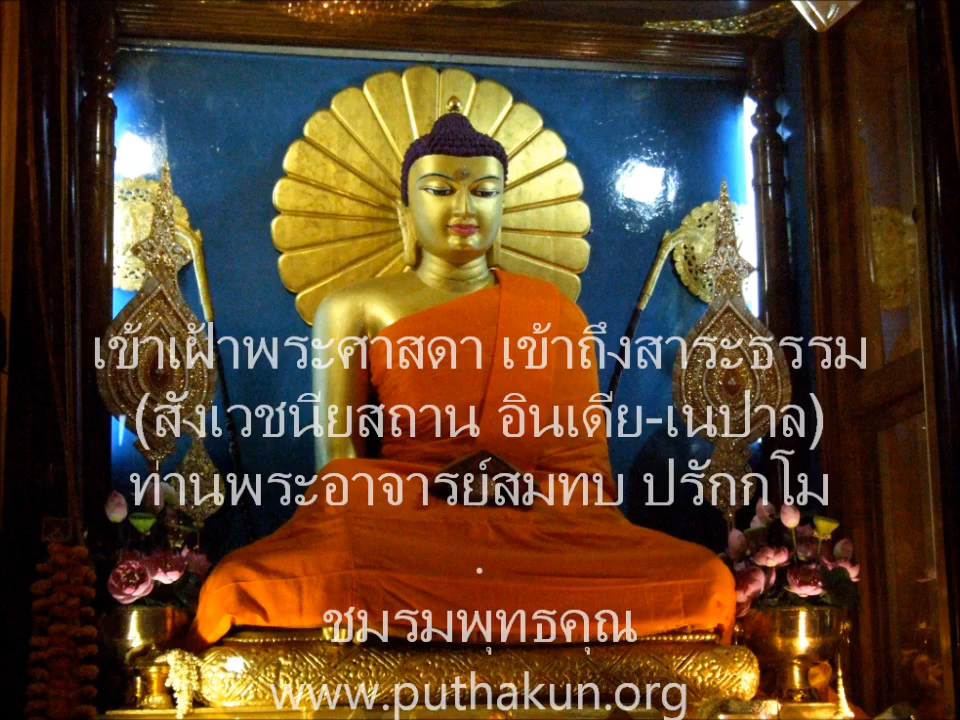 เข้าเฝ้าพระศาสดา เข้าถึงสาระธรรม
(สังเวชนียสถาน อินเดีย-เนปาล)
ท่านพระอาจารย์สมทบ ปรักกโม
.
ชมรมพุทธคุณ
www.puthakun.org